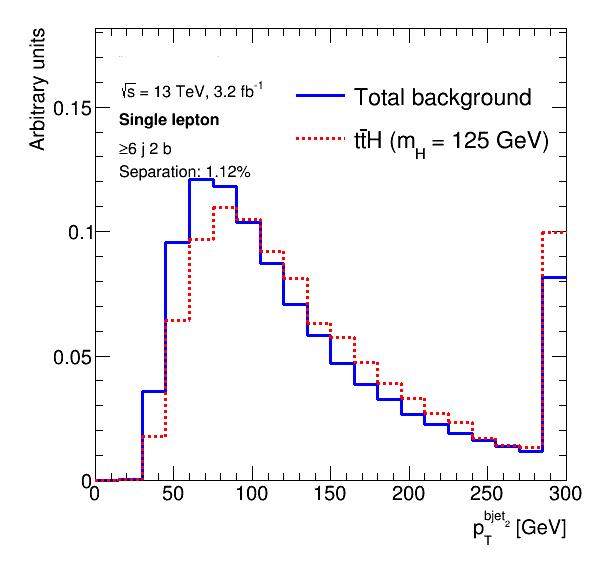 Arbitrary units
0.15
0.1
0.05
0
√s = 13 TeV, 3.2 fb⁻¹
Single lepton
≥6 j 2 b
Separation: 1.12%
Total background
tt̄H (m_H = 125 GeV)
0 50 100 150 200 250 300
p_T^{bjet_2} [GeV]